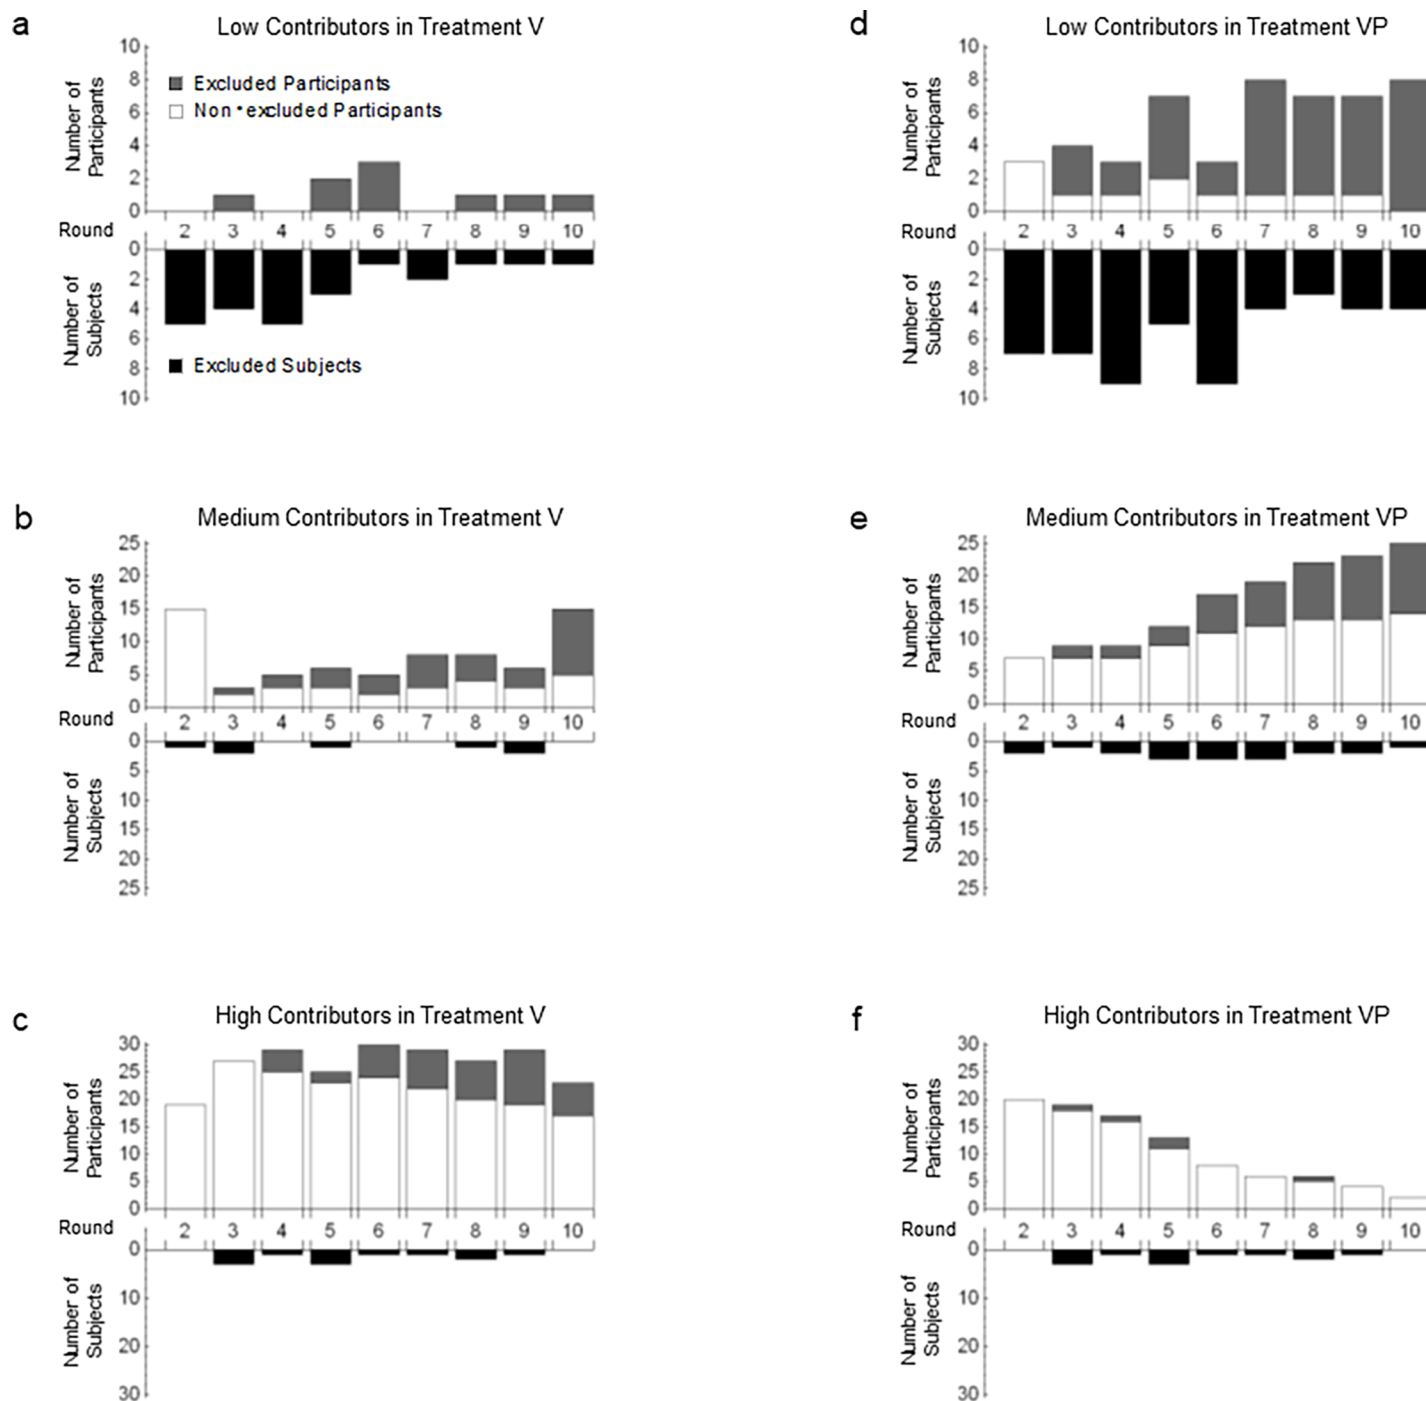 a
Low Contributors in Treatment V
10
8
6
4
2
0
Number of
Participants
Excluded Participants
Non•excluded Participants
Round
2 3 4 5 6 7 8 9 10
0
2
4
6
8
10
Number of
Subjects
Excluded Subjects
d
Low Contributors in Treatment VP
10
8
6
4
2
0
Number of
Participants
Round
2 3 4 5 6 7 8 9 10
0
2
4
6
8
10
Number of
Subjects
b
Medium Contributors in Treatment V
25
20
15
10
5
0
Number of
Participants
Round
2 3 4 5 6 7 8 9 10
0
5
10
15
20
25
Number of
Subjects
e
Medium Contributors in Treatment VP
25
20
15
10
5
0
Number of
Participants
Round
2 3 4 5 6 7 8 9 10
0
5
10
15
20
25
Number of
Subjects
c
High Contributors in Treatment V
30
25
20
15
10
5
0
Number of
Participants
Round
2 3 4 5 6 7 8 9 10
0
10
20
30
Number of
Subjects
f
High Contributors in Treatment VP
30
25
20
15
10
5
0
Number of
Participants
Round
2 3 4 5 6 7 8 9 10
0
10
20
30
Number of
Subjects